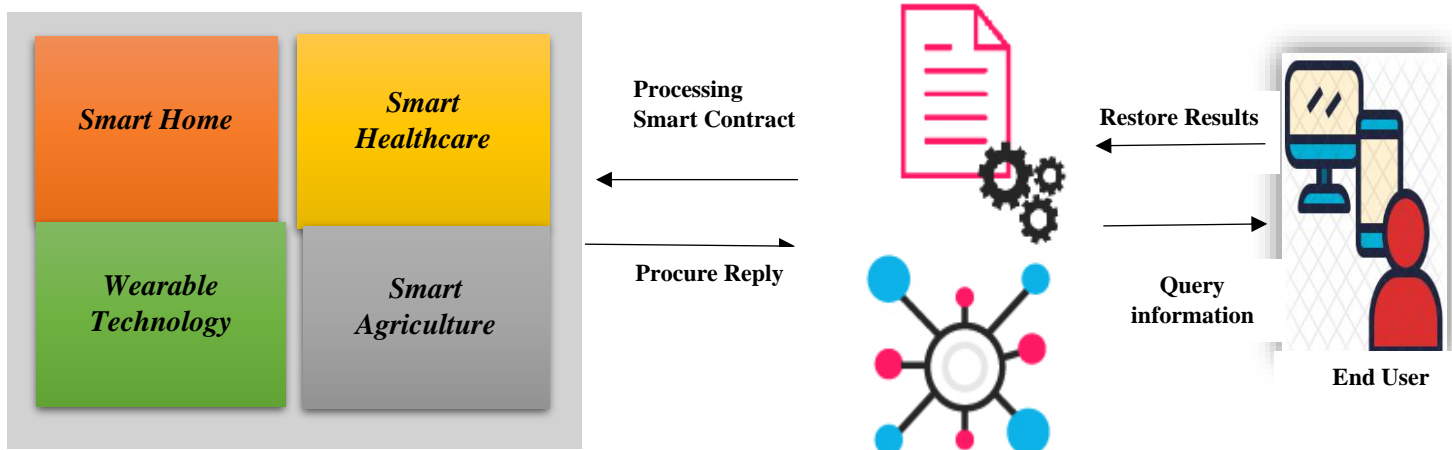 Smart Home
Smart
Healthcare
Wearable
Technology
Smart
Agriculture
Processing
Smart Contract
Procure Reply
Restore Results
Query
information
End User